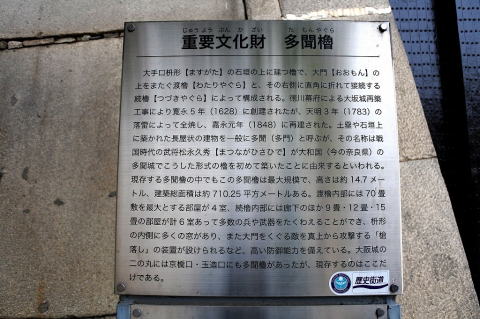 じゅうようぶんかざい　たもんやぐら
重要文化財　多聞櫓
大手口枡形【ますがた】の石垣の上に建つ櫓で、大門【おおもん】の
上をまたぐ渡櫓【わたりやぐら】と、その右側に直角に折れて接続する
続櫓【つづきやぐら】によって構成される。徳川幕府による大坂城再築
工事により寛永5年（1628）に創建されたが、天明3年（1783）の
落雷によって全焼し、嘉永元年（1848）に再建された。土塁や石垣上
に築かれた長屋状の建物を一般に多聞（多門）と呼ぶが、その名称は戦
国時代の武将松永久秀【まつながひさひで】が大和国（今の奈良県）の
多聞城でこうした形式の櫓を初めて築いたことに由来するといわれる。
現存する多聞櫓の中でもこの多聞櫓は最大規模で、高さは約14.7メー
トル、建築総面積は約710.25平方メートルある。渡櫓内部には70畳
敷を最大とする部屋が4室、続櫓内部には廊下のほか9畳・12畳・15
畳の部屋が計6室あって多数の兵や武器をたくわえることができ、枡形
の内側に多くの窓があり、また大門をくぐる敵を真上から攻撃する「槍
落し」の装置が設けられるなど、高い防御能力を備えている。大阪城の
二の丸には京橋口・玉造口にも多聞櫓があったが、現存するのはここだ
けである。
歴史街道